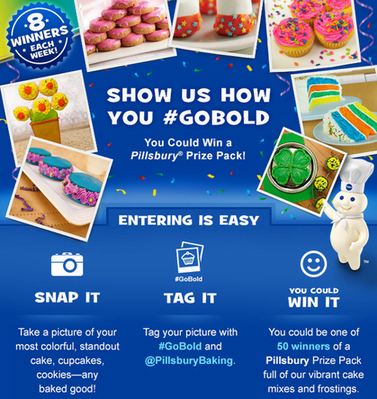 8
WINNERS
EACH
WEEK!
SHOW US HOW
YOU #GOBOLD
You Could Win a
Pillsbury® Prize Pack!
ENTERING IS EASY
#GoBold
SNAP IT
Take a picture of your
most colorful, standout
cake, cupcakes,
cookies—any
baked good!
TAG IT
Tag your picture with
#GoBold and
@PillsburyBaking.
YOU COULD
WIN IT
You could be one of
50 winners of a
Pillsbury Prize Pack
full of our vibrant cake
mixes and frostings.
TM